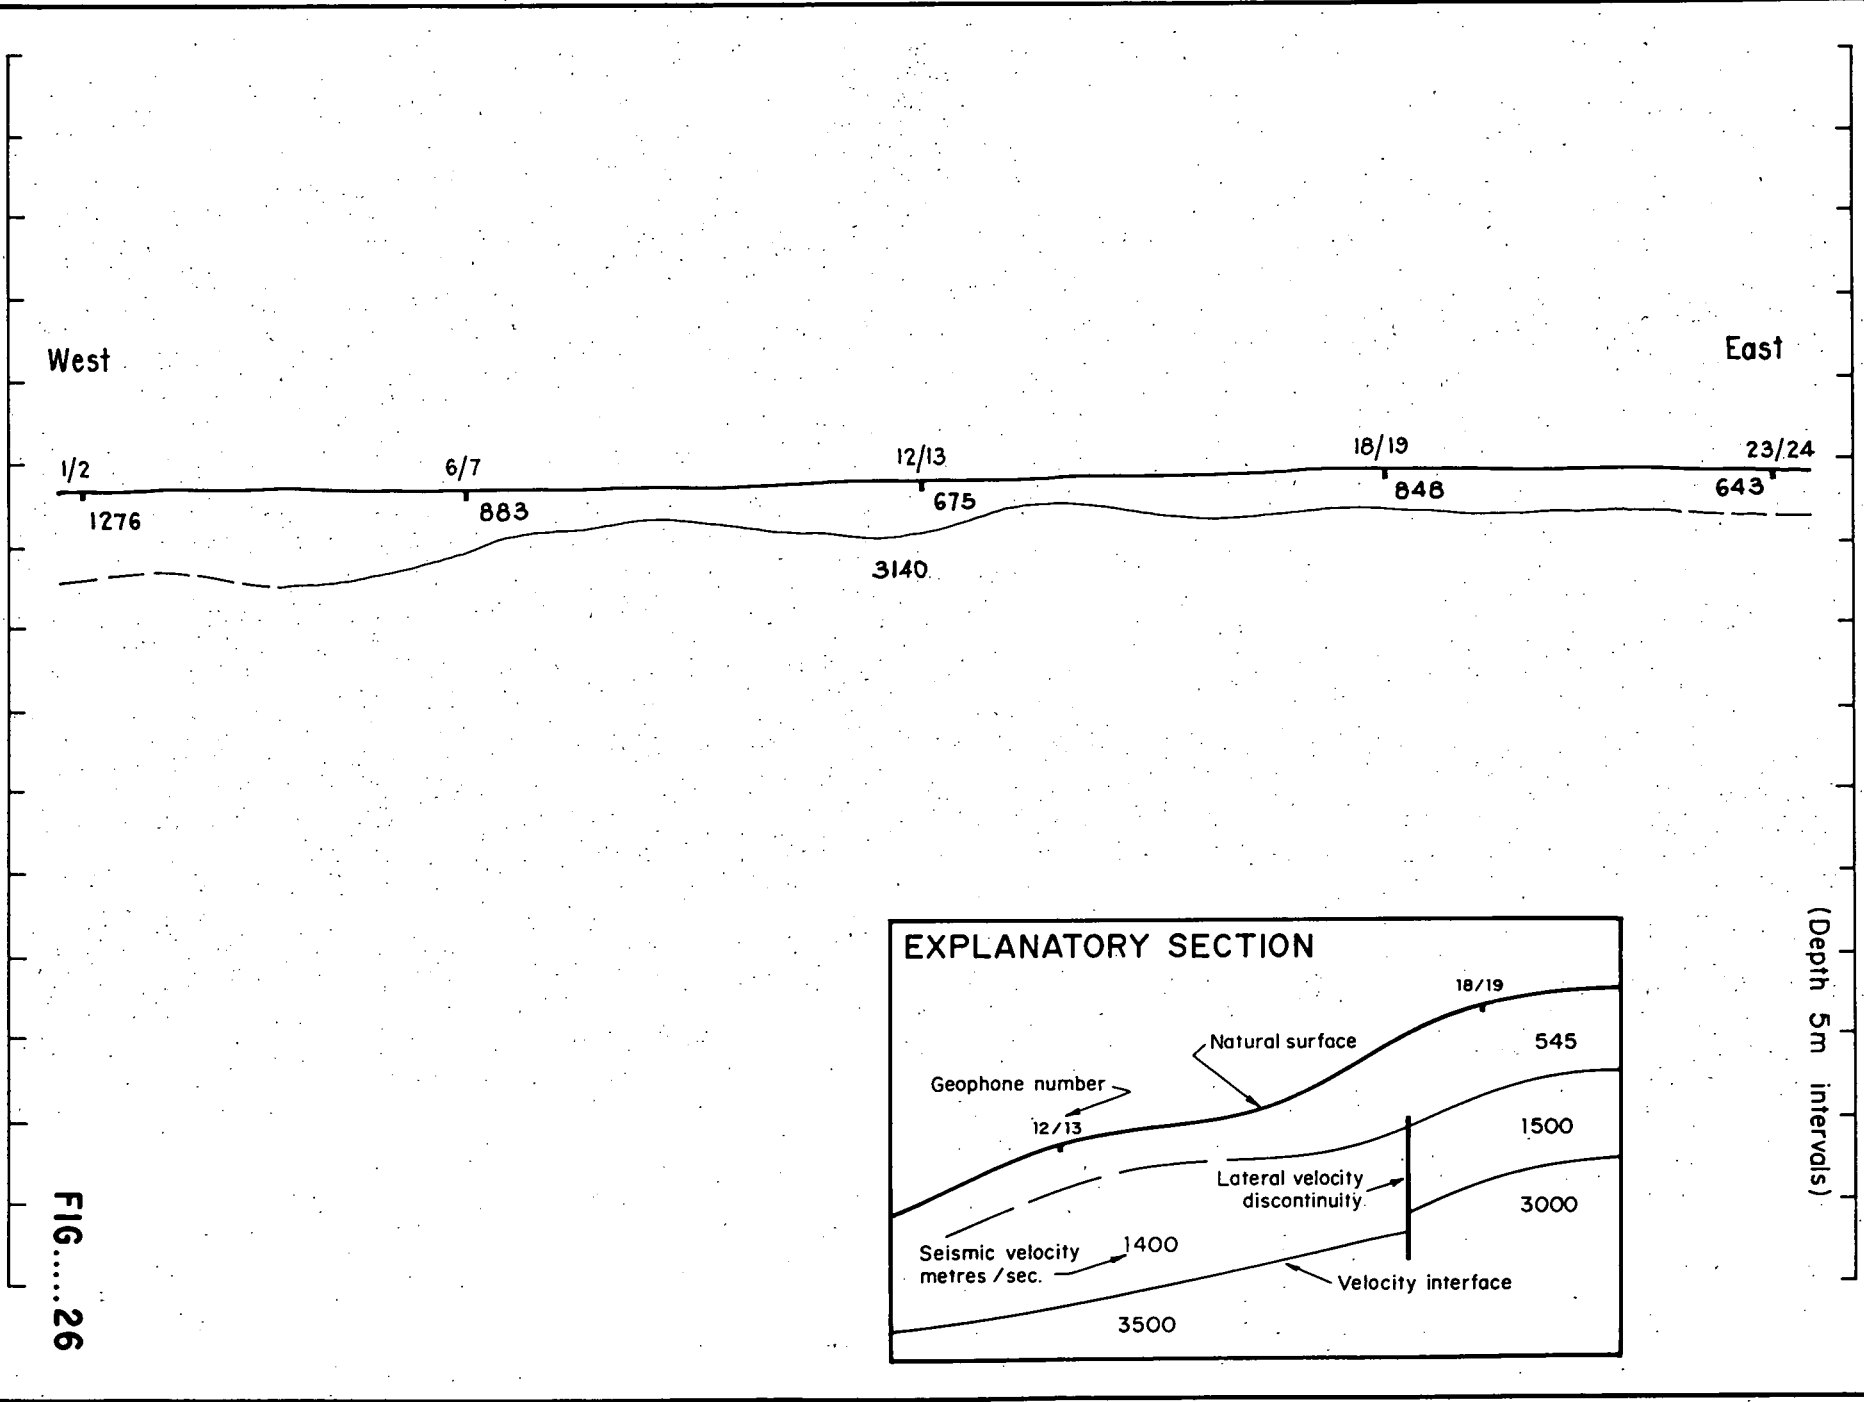 West
East
1/2
6/7
12/13
18/19
23/24
1276
883
675
848
643
3140
EXPLANATORY SECTION
18/19
Natural surface
545
Geophone number
12/13
1500
Lateral velocity
discontinuity
3000
Seismic velocity
metres/sec.
1400
Velocity interface
3500
(Depth 5m intervals)
FIG.....26